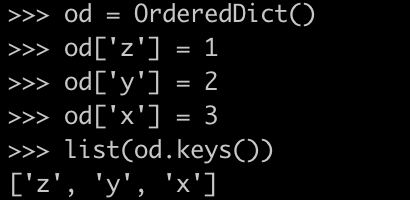 >>> od = OrderedDict()
>>> od['z'] = 1
>>> od['y'] = 2
>>> od['x'] = 3
>>> list(od.keys())
['z', 'y', 'x']